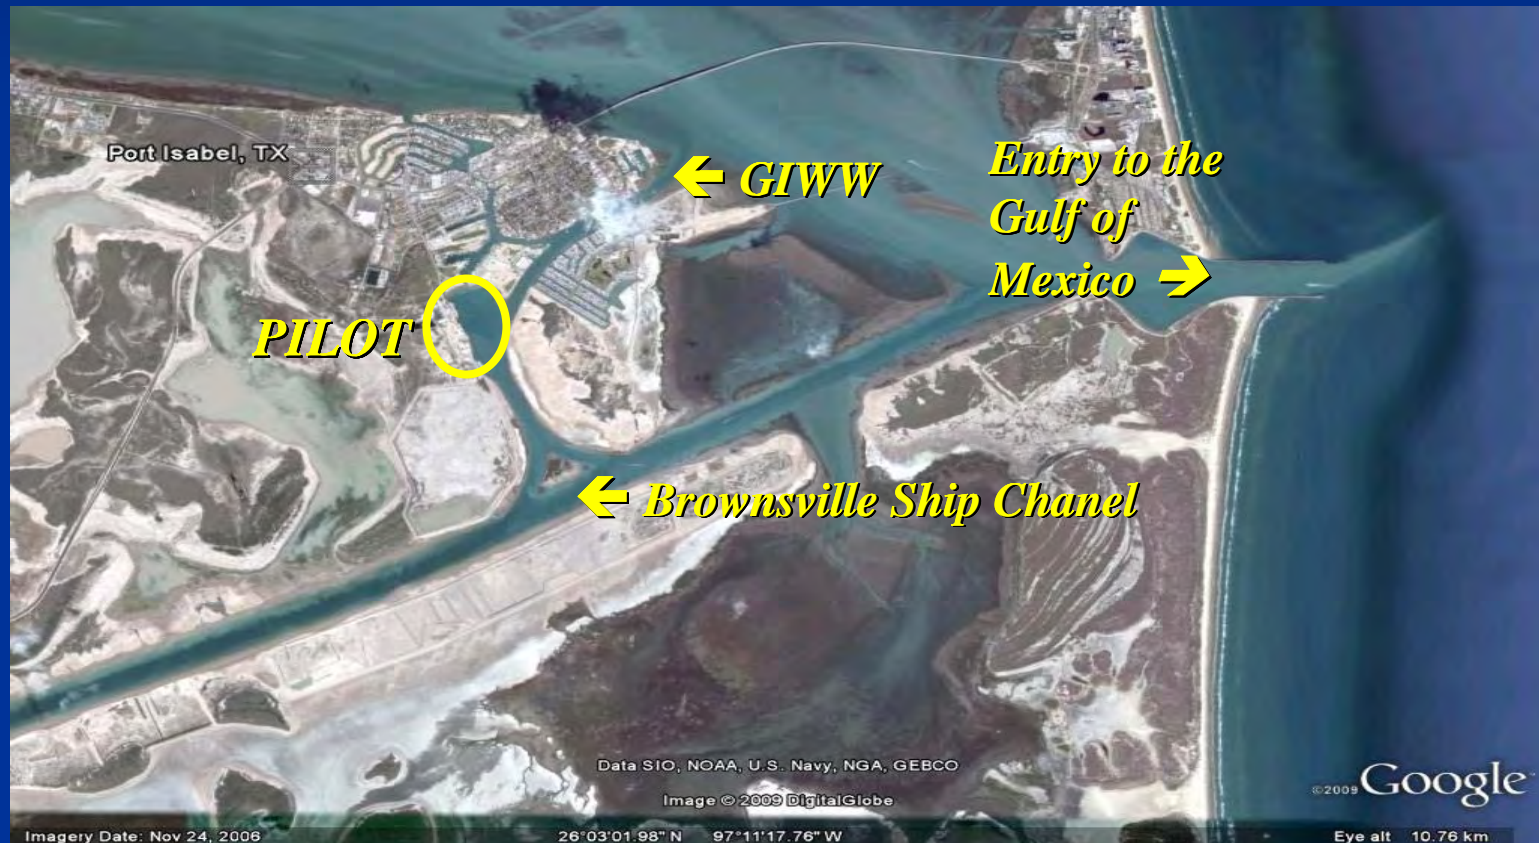 Port Isabel, TX
← GIWW
Entry to the
Gulf of
Mexico →
PILOT
← Brownsville Ship Chanel
Data SIO, NOAA, U.S. Navy, NGA, GEBCO
Image © 2009 DigitalGlobe
©2009 Google
Imagery Date: Nov 24, 2006
26°03'01.98" N 97°11'17.76" W
Eye alt 10.76 km